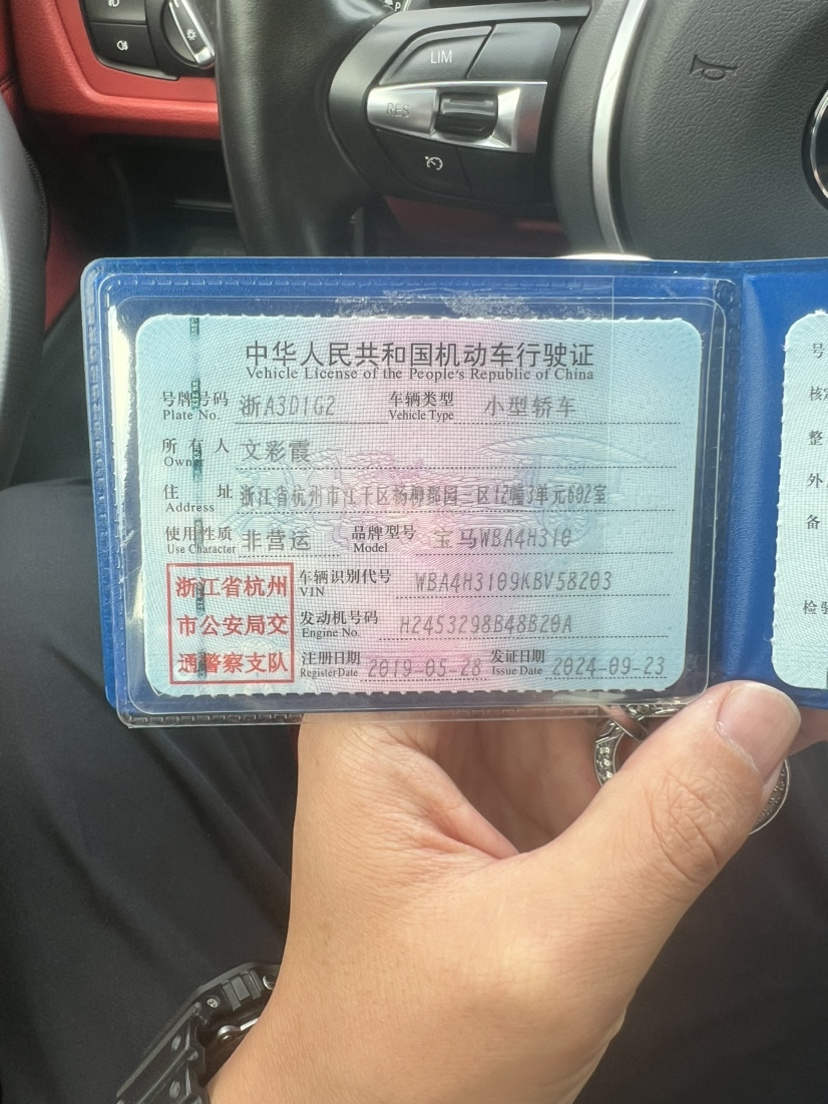 P
LIM
RES
中华人民共和国机动车行驶证
Vehicle License of the People's Republic of China
号牌号码 浙A3D1G2 车辆类型 小型轿车
Plate No. Vehicle Type
所有人 文彩霞
Owner
住址 浙江省杭州市江干区杨柳郡园二区12幢3单元602室
Address
使用性质 非营运 品牌型号 宝马WBA4H310
Use Character Model
浙江省杭州 车辆识别代号 WBA4H3109KBV58203
VIN
市公安局交 发动机号码 H2453298B48B20A
Engine No.
通警察支队 注册日期 2019-05-28 发证日期 2024-09-23
Register Date Issue Date
号
核
整
外
备
检验